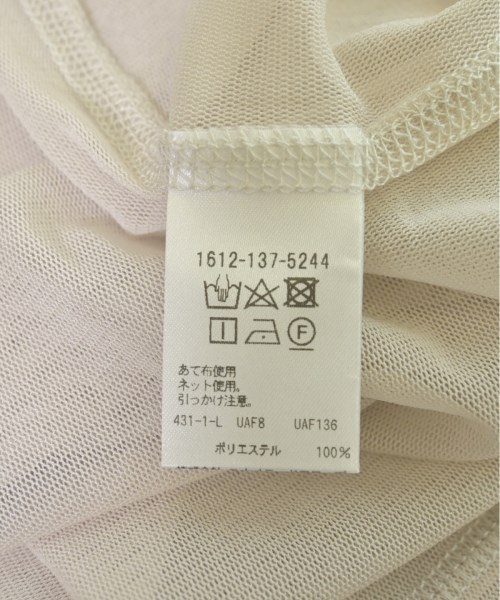 1612-137-5244
F
あて布使用
ネット使用。
引っかけ注意。
431-1-L UAF8 UAF136
ポリエステル 100%